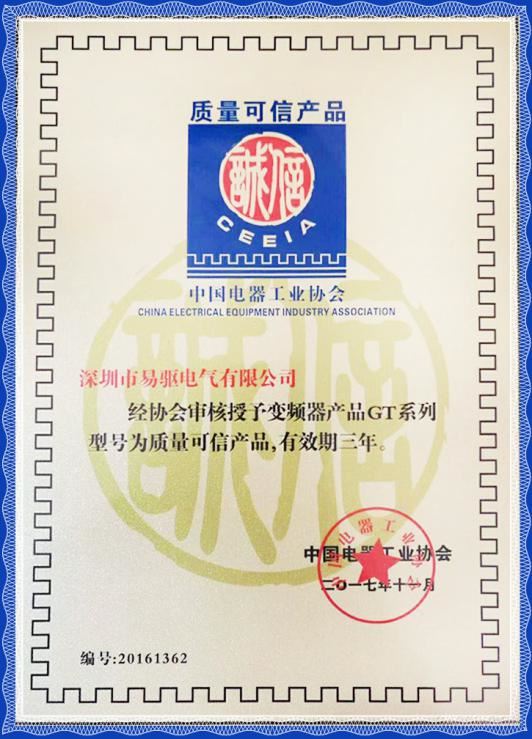 质量可信产品
誠信
CEEIA
中国电器工业协会
CHINA ELECTRICAL EQUIPMENT INDUSTRY ASSOCIATION
深圳市易驱电气有限公司
经协会审核授予变频器产品GT系列
型号为质量可信产品,有效期三年。
中国电器工业协会
二〇一七年十一月
编号:20161362